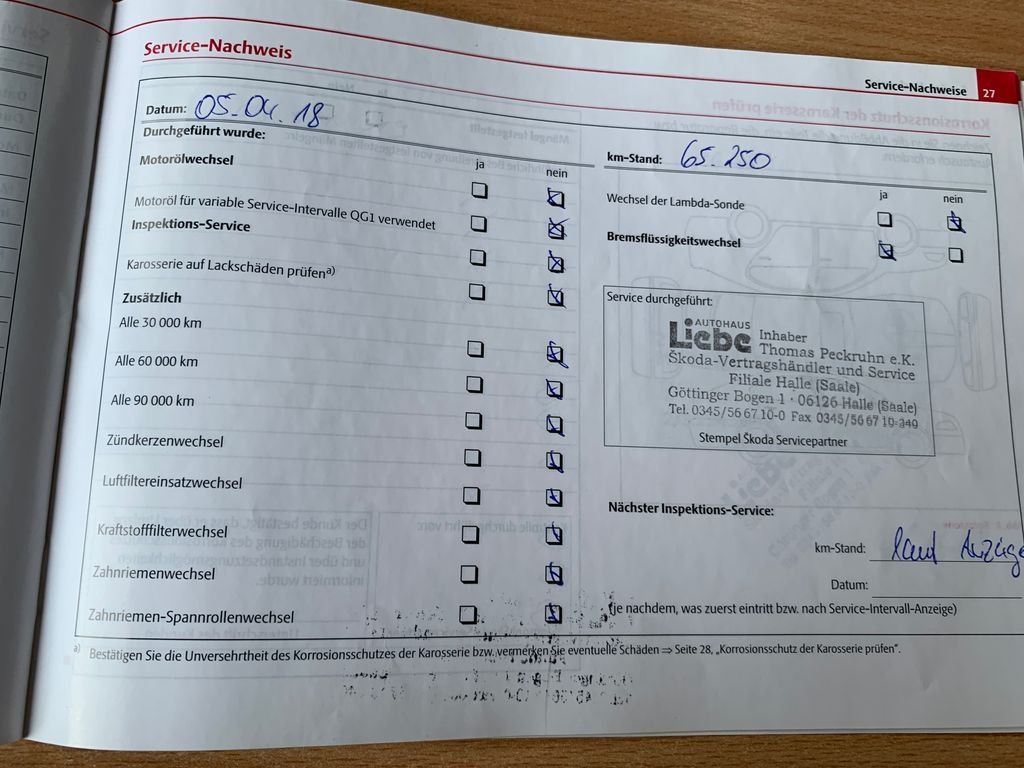 Service-Nachweis
Service-Nachweise 27
Datum: 05.04.18
Durchgeführt wurde:
ja nein
Motorölwechsel
Motoröl für variable Service-Intervalle QG1 verwendet
Inspektions-Service
Karosserie auf Lackschäden prüfen a)
Zusätzlich
Alle 30 000 km
Alle 60 000 km
Alle 90 000 km
Zündkerzenwechsel
Luftfiltereinsatzwechsel
Kraftstofffilterwechsel
Zahnriemenwechsel
Zahnriemen-Spannrollenwechsel
km-Stand: 65.250
ja nein
Wechsel der Lambda-Sonde
Bremsflüssigkeitswechsel
Service durchgeführt:
AUTOHAUS
Liebe Inhaber
Thomas Peckruhn e.K.
Škoda-Vertragshändler und Service
Filiale Halle (Saale)
Göttinger Bogen 1 · 06126 Halle (Saale)
Tel. 0345/56 67 10-0 Fax 0345/56 67 10-340
Stempel Škoda Servicepartner
Nächster Inspektions-Service:
km-Stand: laut Anzeige
Datum:
(je nachdem, was zuerst eintritt bzw. nach Service-Intervall-Anzeige)
a) Bestätigen Sie die Unversehrtheit des Korrosionsschutzes der Karosserie bzw. vermerken Sie eventuelle Schäden ⇒ Seite 28, „Korrosionsschutz der Karosserie prüfen“.